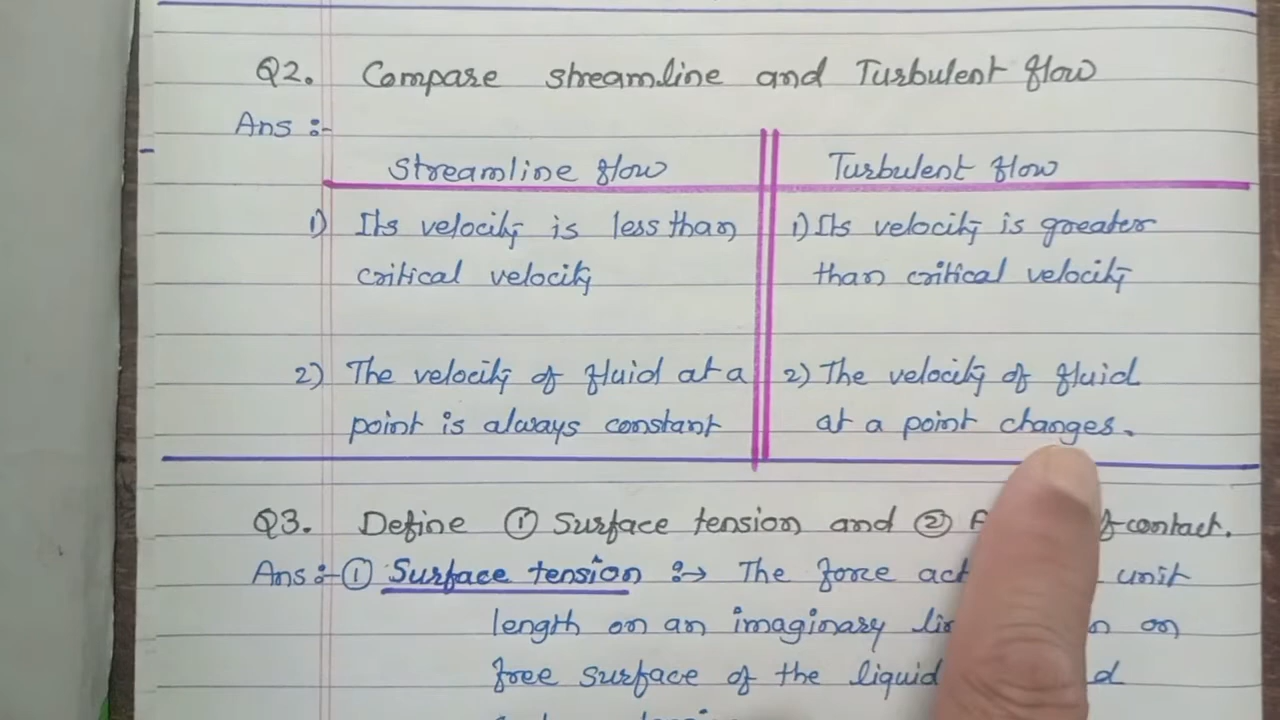 Q2. Compare streamline and Turbulent flow
Ans :-
Streamline flow
1) Its velocity is less than
critical velocity
2) The velocity of fluid at a
point is always constant
Turbulent flow
1) Its velocity is greater
than critical velocity
2) The velocity of fluid
at a point changes.
Q3. Define ① Surface tension and ② contact.
Ans :- ① Surface tension :→ The force unit
length on an imaginary on
free surface of the liquid